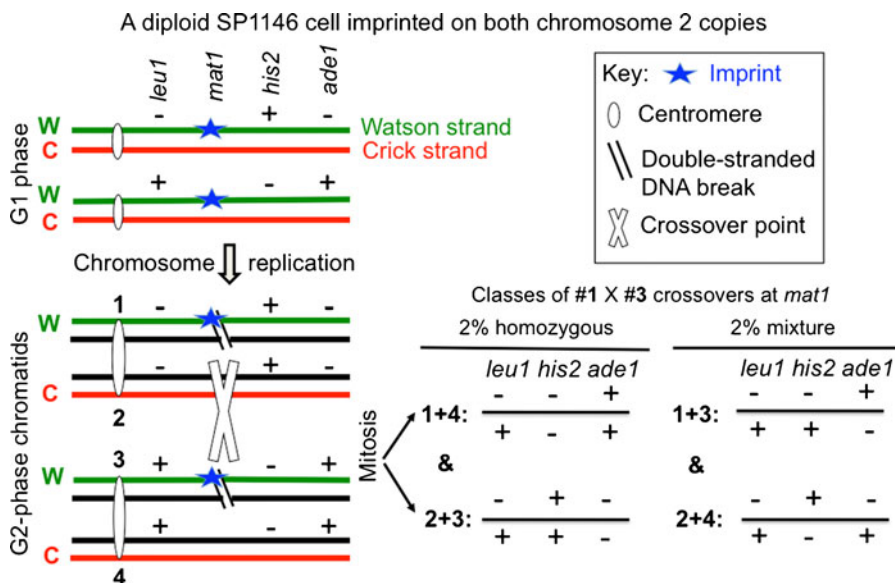 A diploid SP1146 cell imprinted on both chromosome 2 copies
leu1 mat1 his2 ade1
- + -
W Watson strand
C Crick strand
+ - +
W
C
G1 phase
Key: Imprint
Centromere
Double-stranded
DNA break
Crossover point
Chromosome replication
1 - + -
W
- + -
C
2
3 + - +
W
+ - +
C
4
G2-phase chromatids
Mitosis
Classes of #1 X #3 crossovers at mat1
2% homozygous
leu1 his2 ade1
- - +
1+4:
+ - +
&
- + -
2+3:
+ + -
2% mixture
leu1 his2 ade1
- - +
1+3:
+ + -
&
- + -
2+4:
+ - +